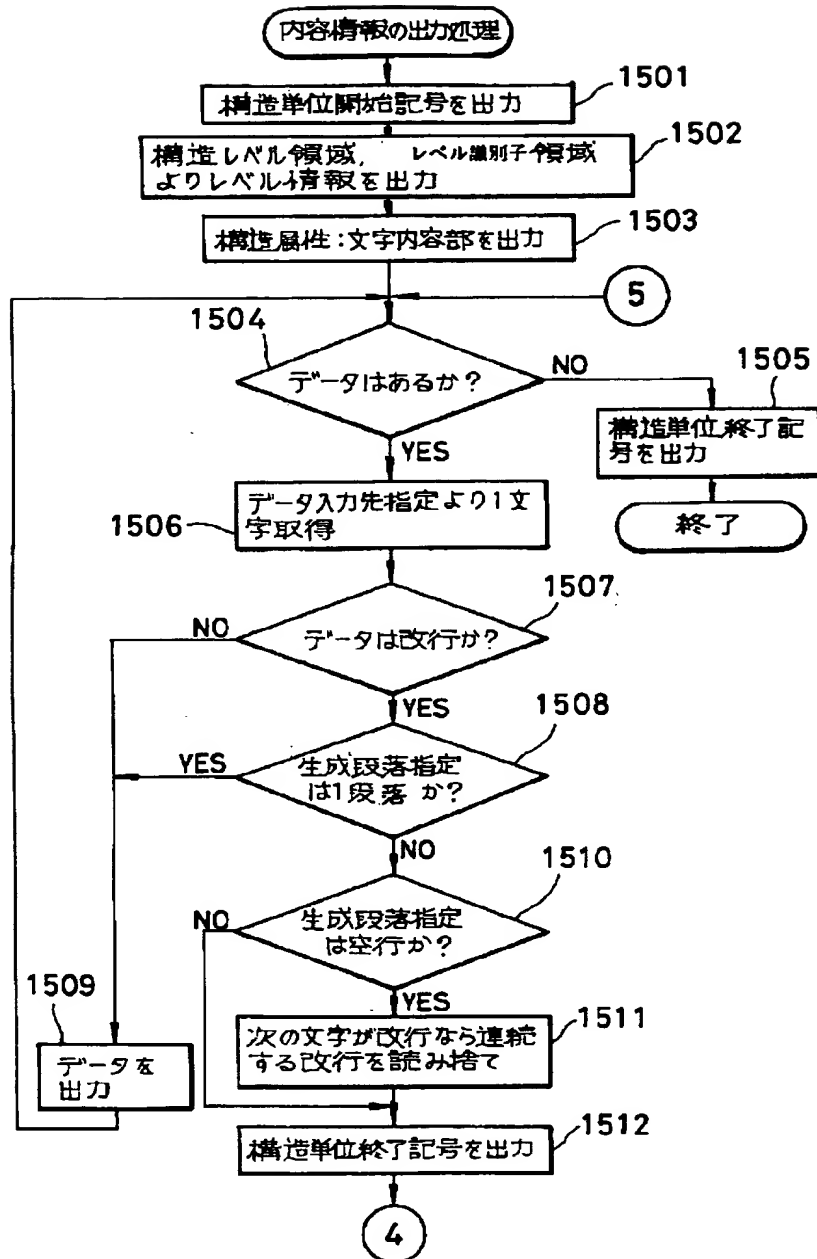 内容情報の出力処理
1501
構造単位開始記号を出力
1502
構造レベル領域, レベル識別子領域
よりレベル情報を出力
1503
構造属性:文字内容部を出力
5
1504
データはあるか?
NO
1505
YES
構造単位終了記
号を出力
データ入力先指定より1文
字取得
1506
終了
1507
NO
データは改行か?
YES
1508
YES
生成段落指定
は1段落か?
NO
1510
NO
生成段落指定
は空行か?
YES
1509
1511
次の文字が改行なら連続
する改行を読み捨て
データを
出力
1512
構造単位終了記号を出力
4